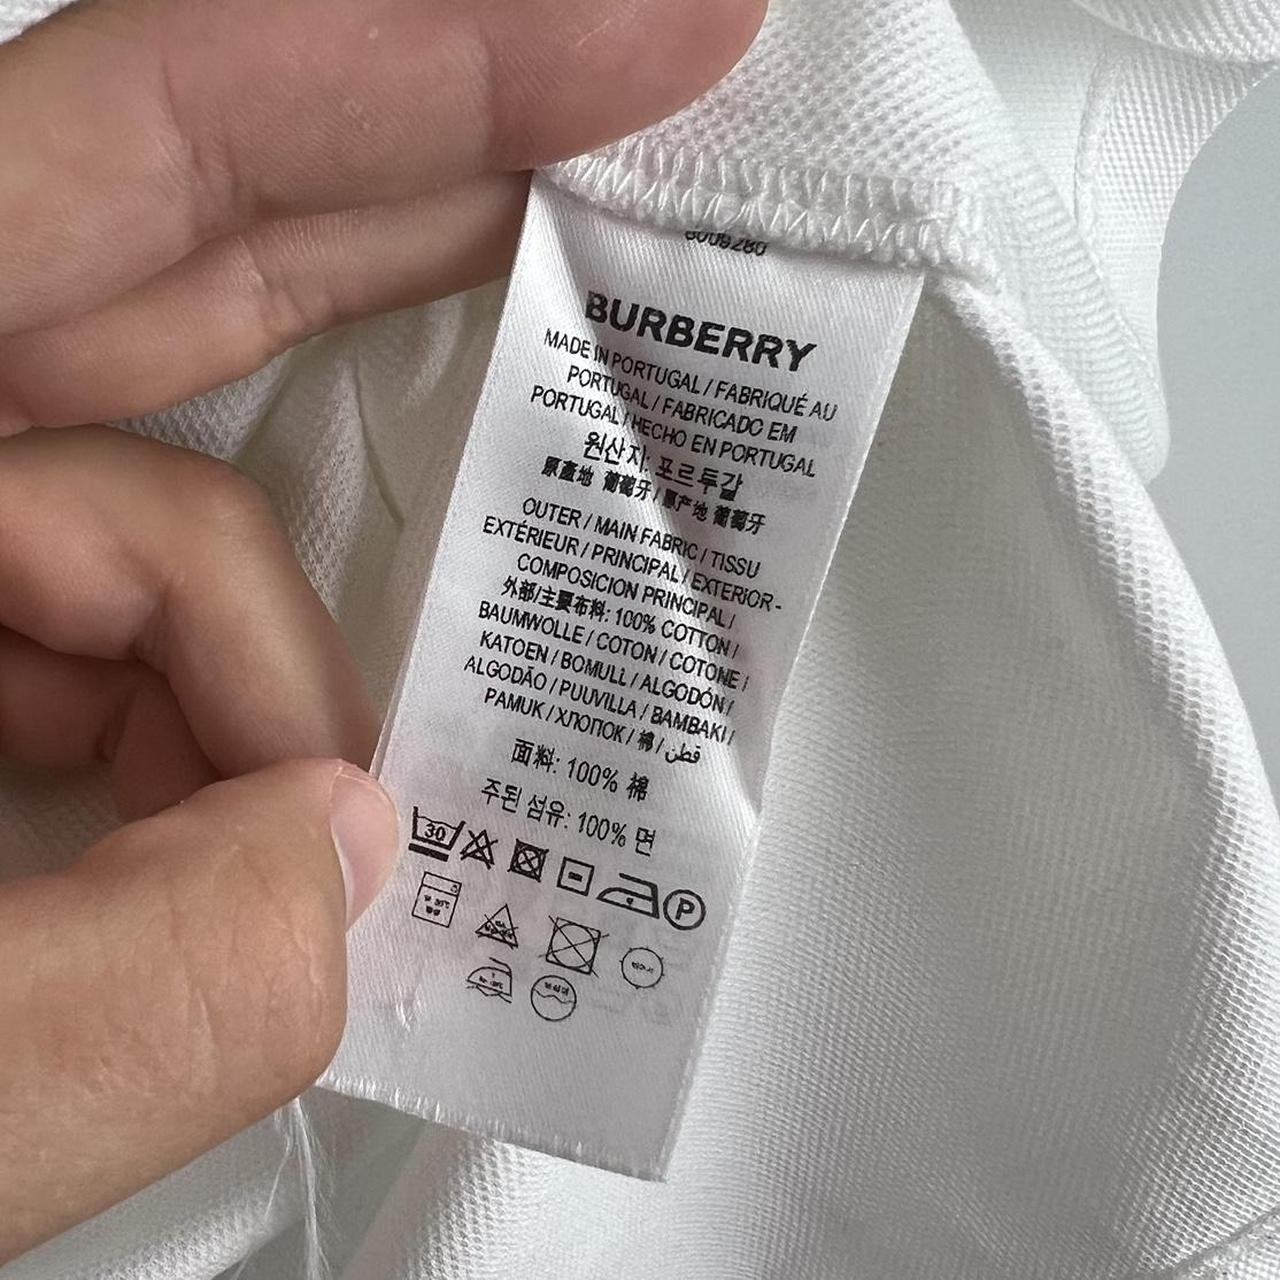 8009280
BURBERRY
MADE IN PORTUGAL / FABRIQUÉ AU
PORTUGAL / FABRICADO EM
PORTUGAL / HECHO EN PORTUGAL
원산지: 포르투갈
原產地 葡萄牙 / 原产地 葡萄牙
OUTER / MAIN FABRIC / TISSU
EXTÉRIEUR / PRINCIPAL / EXTERIOR-
COMPOSICION PRINCIPAL /
外部/主要布料: 100% COTTON /
BAUMWOLLE / COTON / COTONE /
KATOEN / BOMULL / ALGODÓN /
ALGODÃO / PUUVILLA / BAMBAKI /
PAMUK / ХЛОПОК / 棉 / قطن
面料: 100% 棉
주된 섬유: 100% 면
30
P